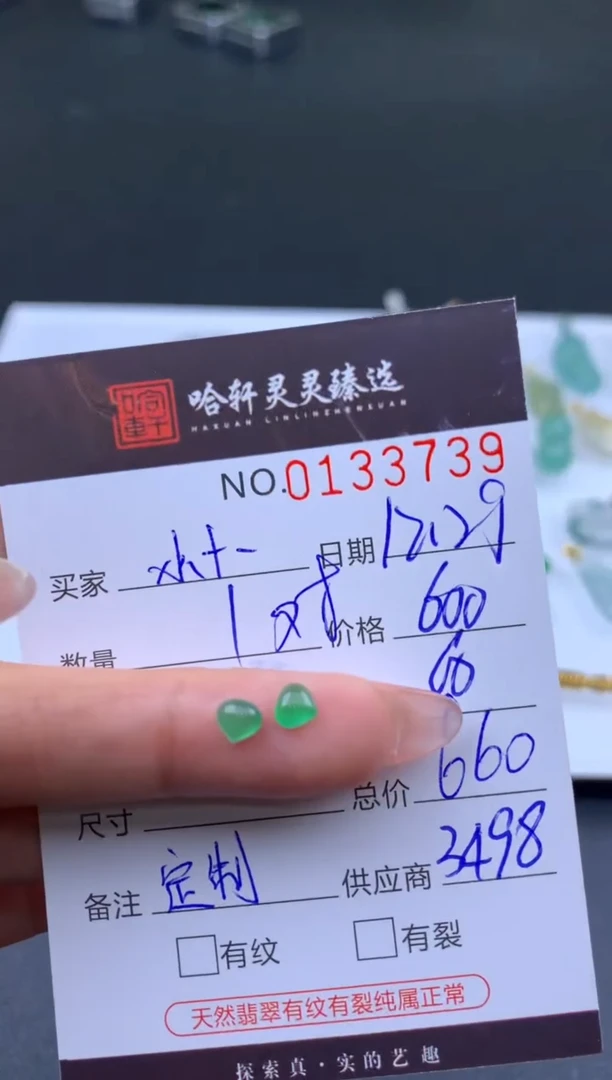 哈轩灵灵臻选
HAXUAN LINLINZHENXUAN
NO.0133739
买家 日期 12.29
数量 1对 价格 600
60
尺寸 总价 660
备注 定制 供应商 3498
有纹 有裂
天然翡翠有纹有裂纯属正常
探索真·实的艺趣